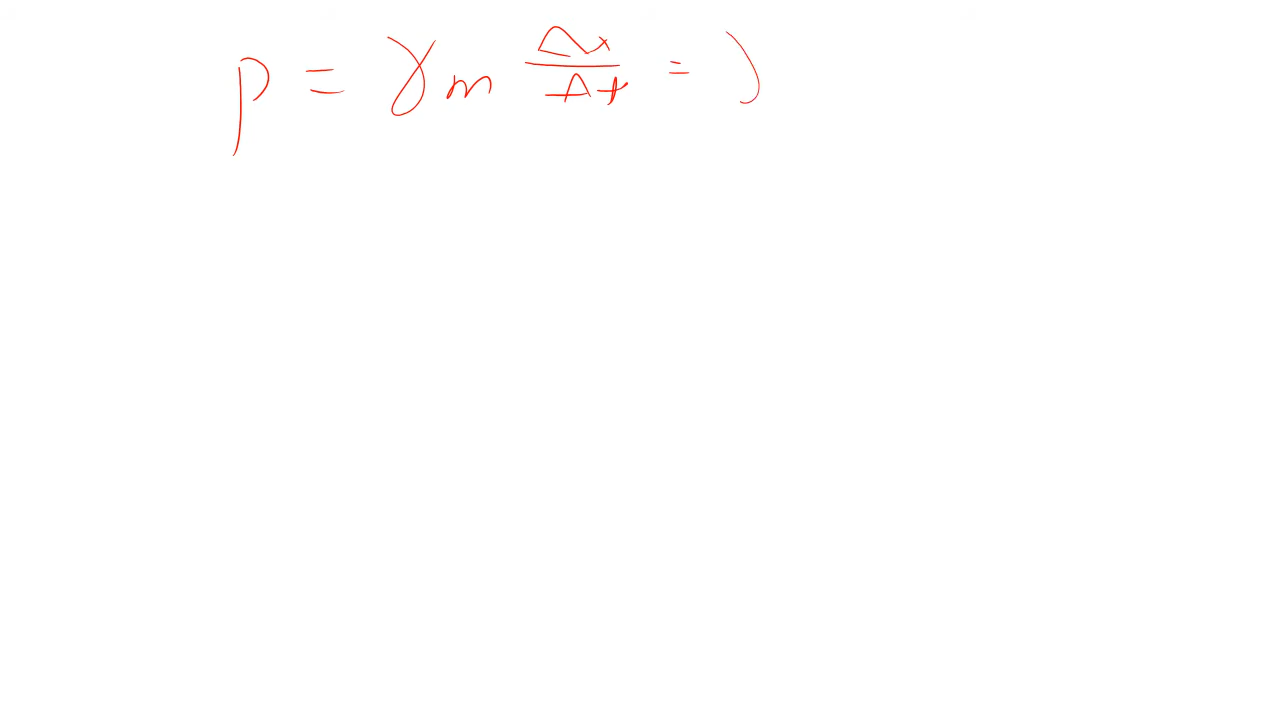 p = γm Δx/Δt =